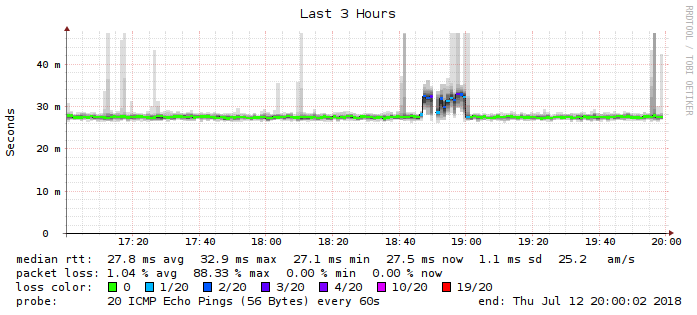 Last 3 Hours
RRDTOOL / TOBI OETIKER
Seconds
40 m
30 m
20 m
10 m
0
17:20 17:40 18:00 18:20 18:40 19:00 19:20 19:40 20:00
median rtt: 27.8 ms avg 32.9 ms max 27.1 ms min 27.5 ms now 1.1 ms sd 25.2 am/s
packet loss: 1.04 % avg 88.33 % max 0.00 % min 0.00 % now
loss color: 0 1/20 2/20 3/20 4/20 10/20 19/20
probe: 20 ICMP Echo Pings (56 Bytes) every 60s end: Thu Jul 12 20:00:02 2018